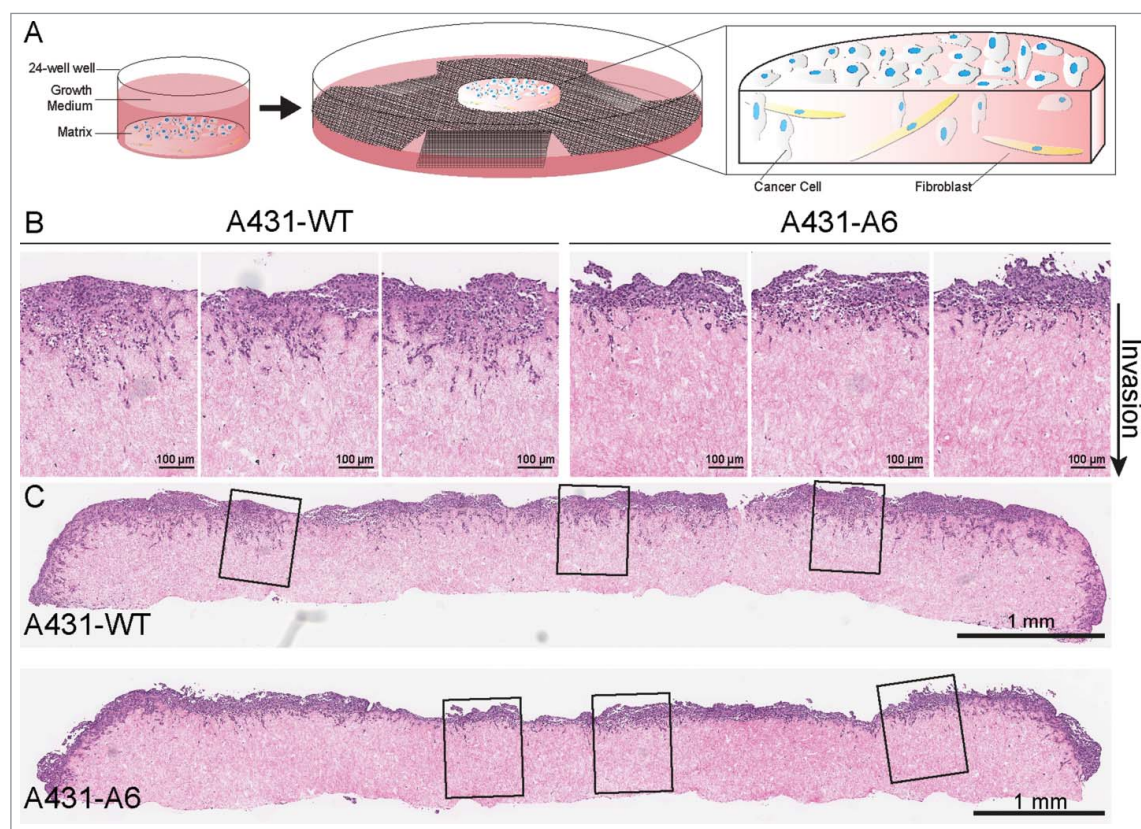 A
24-well well
Growth
Medium
Matrix
Cancer Cell
Fibroblast
B
A431-WT
A431-A6
100 µm
100 µm
100 µm
100 µm
100 µm
100 µm
Invasion
C
A431-WT
1 mm
A431-A6
1 mm